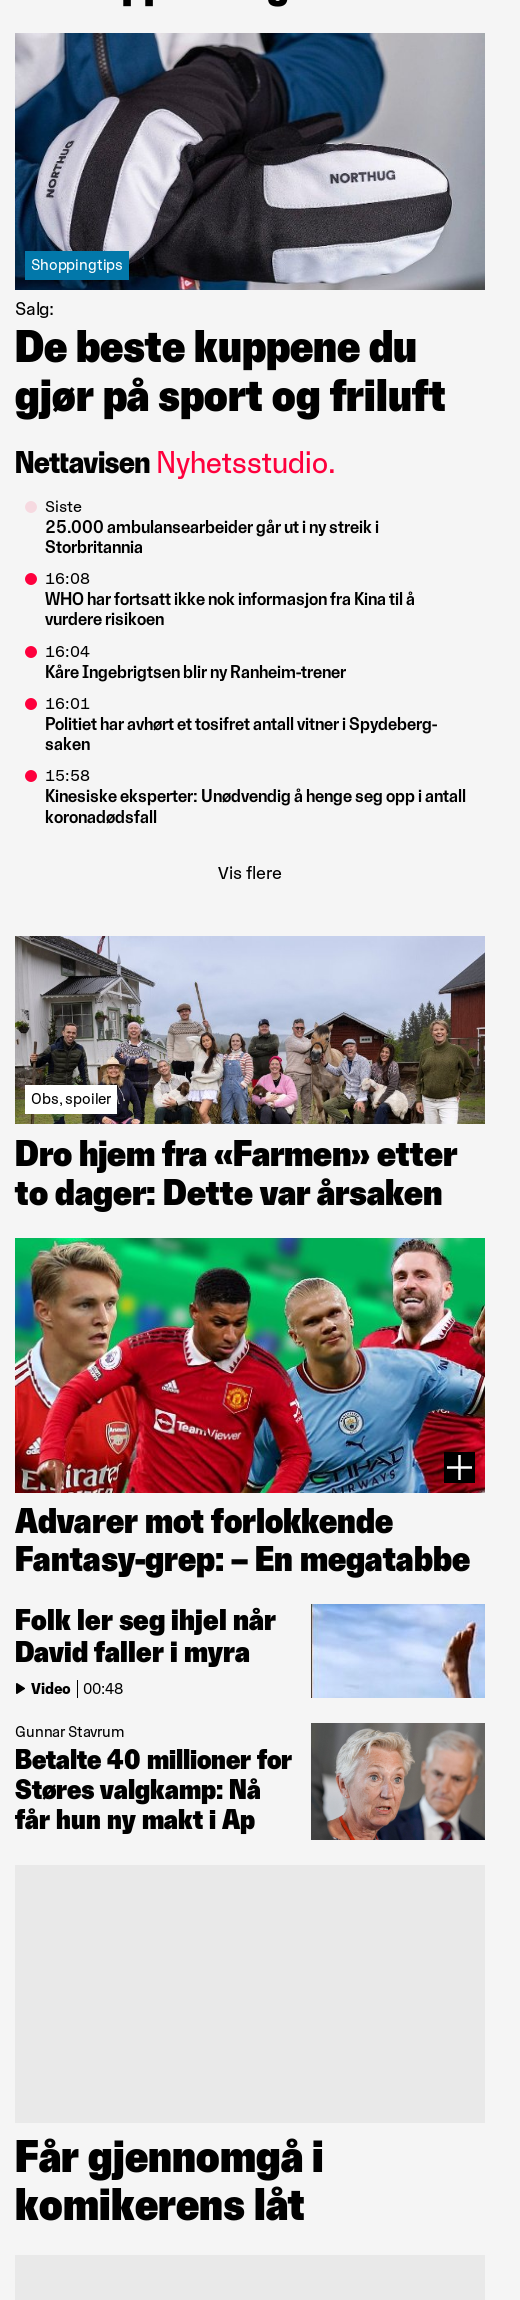 NORTHUG
NORTHUG
Shoppingtips
Salg:
De beste kuppene du
gjør på sport og friluft
Nettavisen Nyhetsstudio.
Siste
25.000 ambulansearbeider går ut i ny streik i
Storbritannia
16:08
WHO har fortsatt ikke nok informasjon fra Kina til å
vurdere risikoen
16:04
Kåre Ingebrigtsen blir ny Ranheim-trener
16:01
Politiet har avhørt et tosifret antall vitner i Spydeberg-
saken
15:58
Kinesiske eksperter: Unødvendig å henge seg opp i antall
koronadødsfall
Vis flere
Obs, spoiler
Dro hjem fra «Farmen» etter
to dager: Dette var årsaken
Arsenal
TeamViewer
ETIHAD
AIRWAYS
Advarer mot forlokkende
Fantasy-grep: – En megatabbe
Folk ler seg ihjel når
David faller i myra
Video 00:48
Gunnar Stavrum
Betalte 40 millioner for
Støres valgkamp: Nå
får hun ny makt i Ap
Får gjennomgå i
komikerens låt